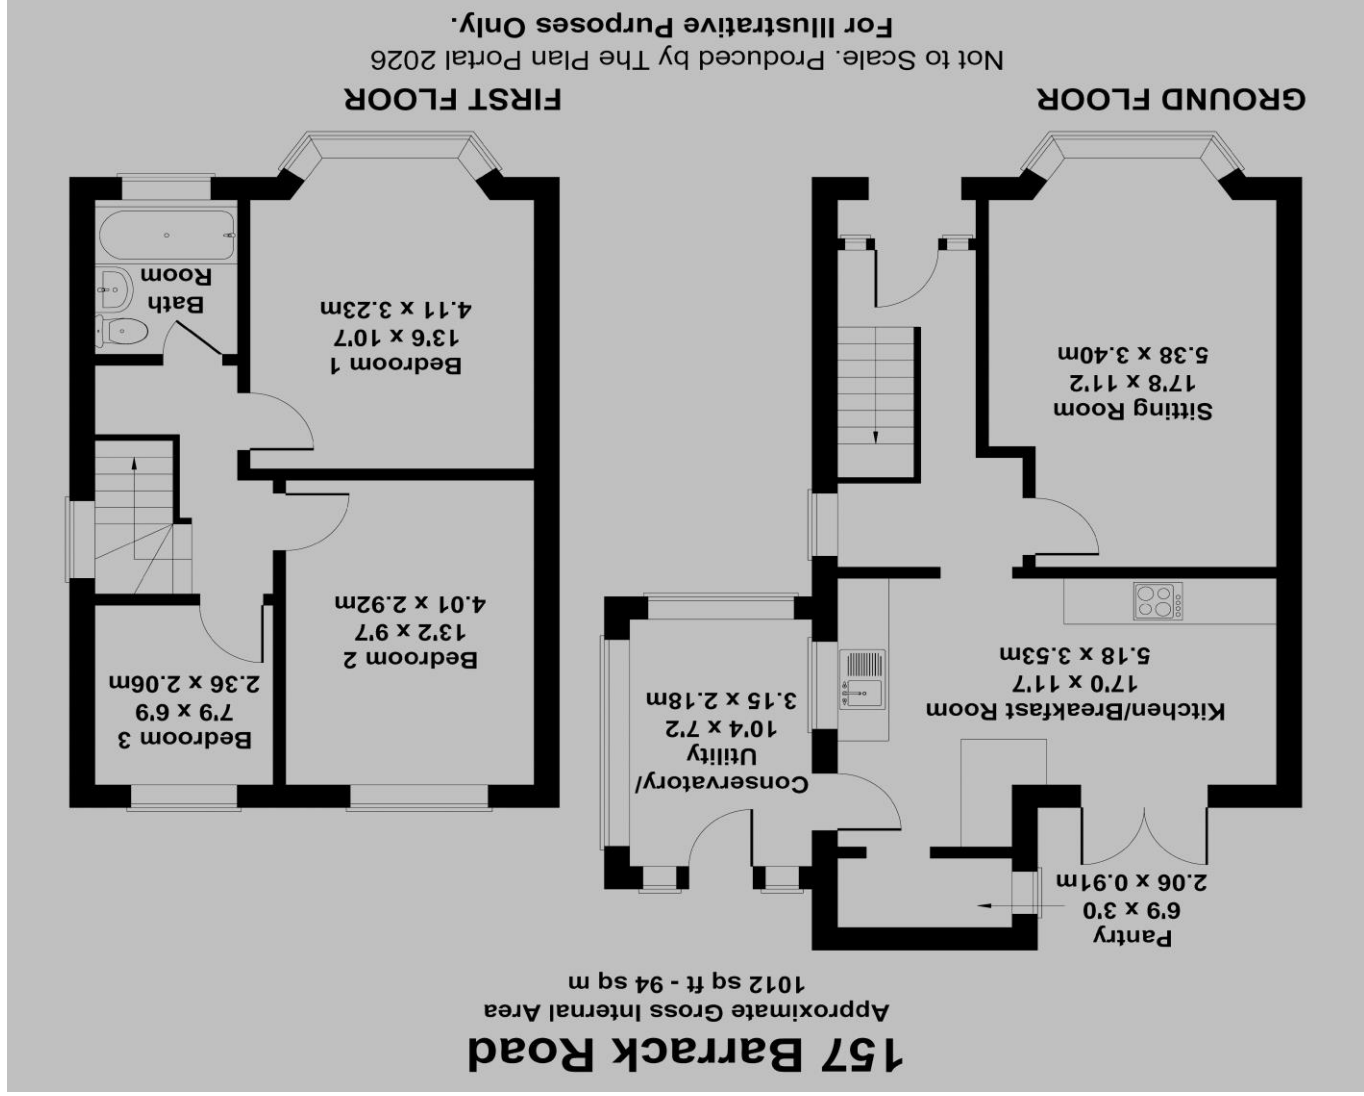 157 Barrack Road
Approximate Gross Internal Area
1012 sq ft - 94 sq m
Pantry
6'9 x 3'0
2.06 x 0.91m
Conservatory/
Utility
10'4 x 7'2
3.15 x 2.18m
Kitchen/Breakfast Room
17'0 x 11'7
5.18 x 3.53m
Sitting Room
17'8 x 11'2
5.38 x 3.40m
GROUND FLOOR
Bedroom 3
7'9 x 6'9
2.36 x 2.06m
Bedroom 2
13'2 x 9'7
4.01 x 2.92m
Bedroom 1
13'6 x 10'7
4.11 x 3.23m
Bath
Room
FIRST FLOOR
Not to Scale. Produced by The Plan Portal 2026
For Illustrative Purposes Only.